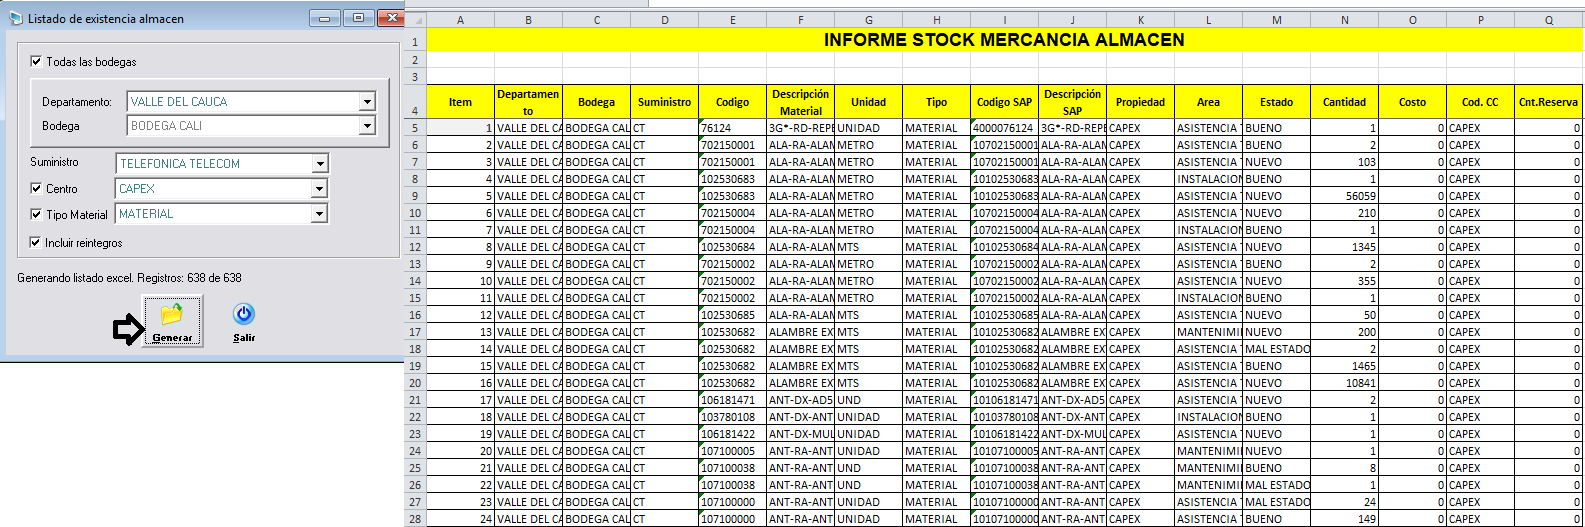 Listado de existencia almacen
Todas las bodegas
Departamento: VALLE DEL CAUCA
Bodega BODEGA CALI
Suministro TELEFONICA TELECOM
Centro CAPEX
Tipo Material MATERIAL
Incluir reintegros
Generando listado excel. Registros: 638 de 638
Generar Salir
A B C D E F G H I J K L M N O P Q
1 INFORME STOCK MERCANCIA ALMACEN
2
3
4 Item Departamento Bodega Suministro Codigo Descripción Material Unidad Tipo Codigo SAP Descripción SAP Propiedad Area Estado Cantidad Costo Cod. CC Cnt.Reserva
5 1 VALLE DEL CA BODEGA CAL CT 76124 3G*-RD-REPE UNIDAD MATERIAL 4000076124 3G*-RD-REPE CAPEX ASISTENCIA T BUENO 1 0 CAPEX 0
6 2 VALLE DEL CA BODEGA CAL CT 702150001 ALA-RA-ALAM METRO MATERIAL 10702150001 ALA-RA-ALAM CAPEX ASISTENCIA T BUENO 2 0 CAPEX 0
7 3 VALLE DEL CA BODEGA CAL CT 702150001 ALA-RA-ALAM METRO MATERIAL 10702150001 ALA-RA-ALAM CAPEX ASISTENCIA T NUEVO 103 0 CAPEX 0
8 4 VALLE DEL CA BODEGA CAL CT 102530683 ALA-RA-ALAM METRO MATERIAL 10102530683 ALA-RA-ALAM CAPEX INSTALACION BUENO 1 0 CAPEX 0
9 5 VALLE DEL CA BODEGA CAL CT 102530683 ALA-RA-ALAM METRO MATERIAL 10102530683 ALA-RA-ALAM CAPEX ASISTENCIA T NUEVO 56059 0 CAPEX 0
10 6 VALLE DEL CA BODEGA CAL CT 702150004 ALA-RA-ALAM METRO MATERIAL 10702150004 ALA-RA-ALAM CAPEX ASISTENCIA T NUEVO 210 0 CAPEX 0
11 7 VALLE DEL CA BODEGA CAL CT 702150004 ALA-RA-ALAM METRO MATERIAL 10702150004 ALA-RA-ALAM CAPEX INSTALACION BUENO 1 0 CAPEX 0
12 8 VALLE DEL CA BODEGA CAL CT 102530684 ALA-RA-ALAM MTS MATERIAL 10102530684 ALA-RA-ALAM CAPEX ASISTENCIA T NUEVO 1345 0 CAPEX 0
13 9 VALLE DEL CA BODEGA CAL CT 702150002 ALA-RA-ALAM METRO MATERIAL 10702150002 ALA-RA-ALAM CAPEX ASISTENCIA T BUENO 2 0 CAPEX 0
14 10 VALLE DEL CA BODEGA CAL CT 702150002 ALA-RA-ALAM METRO MATERIAL 10702150002 ALA-RA-ALAM CAPEX ASISTENCIA T NUEVO 355 0 CAPEX 0
15 11 VALLE DEL CA BODEGA CAL CT 702150002 ALA-RA-ALAM METRO MATERIAL 10702150002 ALA-RA-ALAM CAPEX INSTALACION BUENO 1 0 CAPEX 0
16 12 VALLE DEL CA BODEGA CAL CT 102530685 ALA-RA-ALAM MTS MATERIAL 10102530685 ALA-RA-ALAM CAPEX ASISTENCIA T NUEVO 50 0 CAPEX 0
17 13 VALLE DEL CA BODEGA CAL CT 102530682 ALAMBRE EX MTS MATERIAL 10102530682 ALAMBRE EX CAPEX MANTENIMI NUEVO 200 0 CAPEX 0
18 14 VALLE DEL CA BODEGA CAL CT 102530682 ALAMBRE EX MTS MATERIAL 10102530682 ALAMBRE EX CAPEX ASISTENCIA T MAL ESTADO 2 0 CAPEX 0
19 15 VALLE DEL CA BODEGA CAL CT 102530682 ALAMBRE EX MTS MATERIAL 10102530682 ALAMBRE EX CAPEX ASISTENCIA T BUENO 1465 0 CAPEX 0
20 16 VALLE DEL CA BODEGA CAL CT 102530682 ALAMBRE EX MTS MATERIAL 10102530682 ALAMBRE EX CAPEX ASISTENCIA T NUEVO 10841 0 CAPEX 0
21 17 VALLE DEL CA BODEGA CAL CT 106181471 ANT-DX-AD5 UND MATERIAL 10106181471 ANT-DX-AD5 CAPEX ASISTENCIA T NUEVO 2 0 CAPEX 0
22 18 VALLE DEL CA BODEGA CAL CT 103780108 ANT-DX-ANT UNIDAD MATERIAL 10103780108 ANT-DX-ANT CAPEX INSTALACION BUENO 1 0 CAPEX 0
23 19 VALLE DEL CA BODEGA CAL CT 106181422 ANT-DX-MUL UNIDAD MATERIAL 10106181422 ANT-DX-MUL CAPEX ASISTENCIA T NUEVO 1 0 CAPEX 0
24 20 VALLE DEL CA BODEGA CAL CT 107100005 ANT-RA-ANT UNIDAD MATERIAL 10107100005 ANT-RA-ANT CAPEX MANTENIMI NUEVO 1 0 CAPEX 0
25 21 VALLE DEL CA BODEGA CAL CT 107100038 ANT-RA-ANT UND MATERIAL 10107100038 ANT-RA-ANT CAPEX MANTENIMI BUENO 8 0 CAPEX 0
26 22 VALLE DEL CA BODEGA CAL CT 107100038 ANT-RA-ANT UND MATERIAL 10107100038 ANT-RA-ANT CAPEX MANTENIMI MAL ESTADO 1 0 CAPEX 0
27 23 VALLE DEL CA BODEGA CAL CT 107100000 ANT-RA-ANT UNIDAD MATERIAL 10107100000 ANT-RA-ANT CAPEX ASISTENCIA T MAL ESTADO 24 0 CAPEX 0
28 24 VALLE DEL CA BODEGA CAL CT 107100000 ANT-RA-ANT UNIDAD MATERIAL 10107100000 ANT-RA-ANT CAPEX ASISTENCIA T BUENO 149 0 CAPEX 0